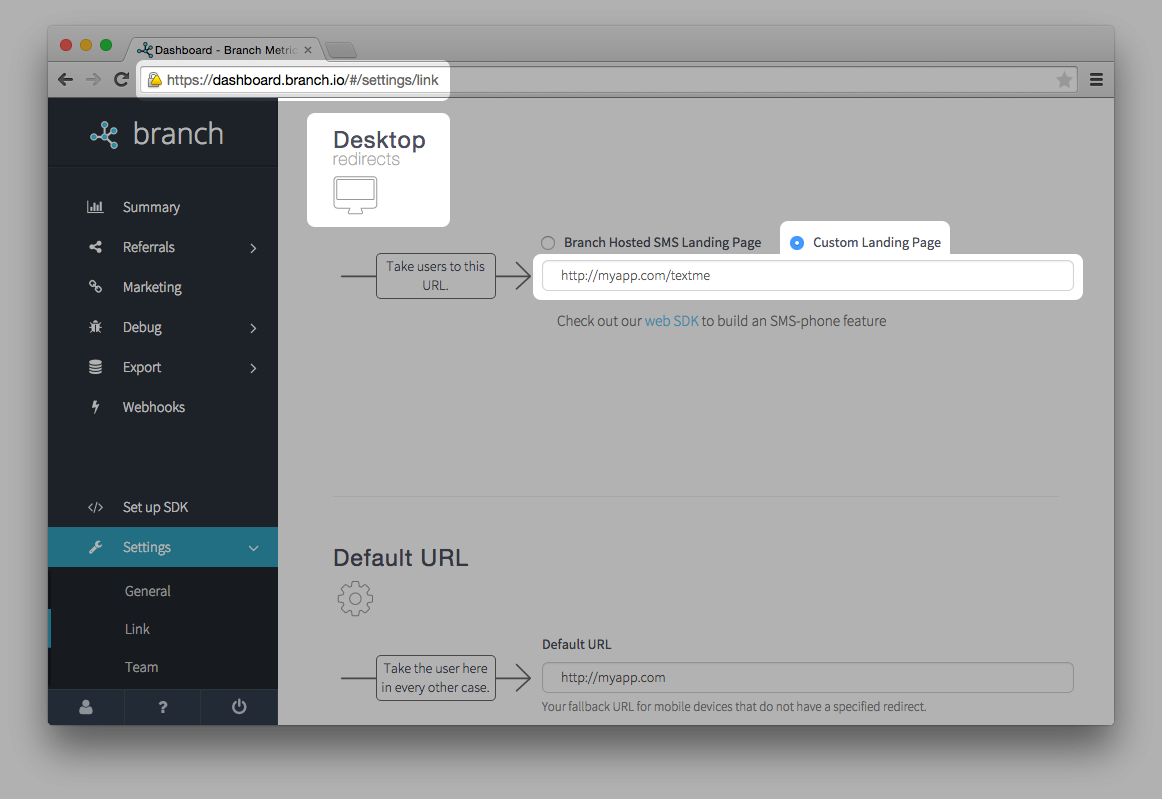 Dashboard - Branch Metric
https://dashboard.branch.io/#/settings/link
branch
Summary
Referrals
Marketing
Debug
Export
Webhooks
Set up SDK
Settings
General
Link
Team
?
Desktop
redirects
Take users to this
URL.
Branch Hosted SMS Landing Page
Custom Landing Page
http://myapp.com/textme
Check out our web SDK to build an SMS-phone feature
Default URL
Take the user here
in every other case.
Default URL
http://myapp.com
Your fallback URL for mobile devices that do not have a specified redirect.